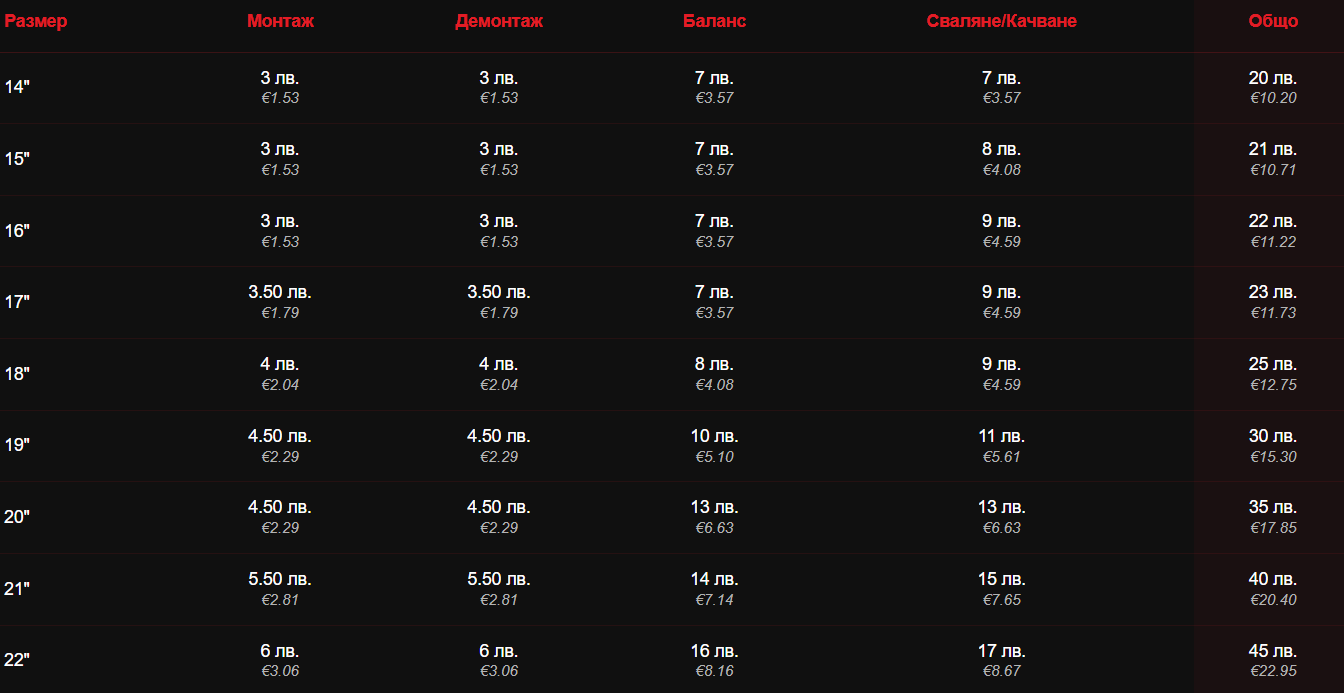 Размер Монтаж Демонтаж Баланс Сваляне/Качване Общо
14" 3 лв. 3 лв. 7 лв. 7 лв. 20 лв.
€1.53 €1.53 €3.57 €3.57 €10.20
15" 3 лв. 3 лв. 7 лв. 8 лв. 21 лв.
€1.53 €1.53 €3.57 €4.08 €10.71
16" 3 лв. 3 лв. 7 лв. 9 лв. 22 лв.
€1.53 €1.53 €3.57 €4.59 €11.22
17" 3.50 лв. 3.50 лв. 7 лв. 9 лв. 23 лв.
€1.79 €1.79 €3.57 €4.59 €11.73
18" 4 лв. 4 лв. 8 лв. 9 лв. 25 лв.
€2.04 €2.04 €4.08 €4.59 €12.75
19" 4.50 лв. 4.50 лв. 10 лв. 11 лв. 30 лв.
€2.29 €2.29 €5.10 €5.61 €15.30
20" 4.50 лв. 4.50 лв. 13 лв. 13 лв. 35 лв.
€2.29 €2.29 €6.63 €6.63 €17.85
21" 5.50 лв. 5.50 лв. 14 лв. 15 лв. 40 лв.
€2.81 €2.81 €7.14 €7.65 €20.40
22" 6 лв. 6 лв. 16 лв. 17 лв. 45 лв.
€3.06 €3.06 €8.16 €8.67 €22.95